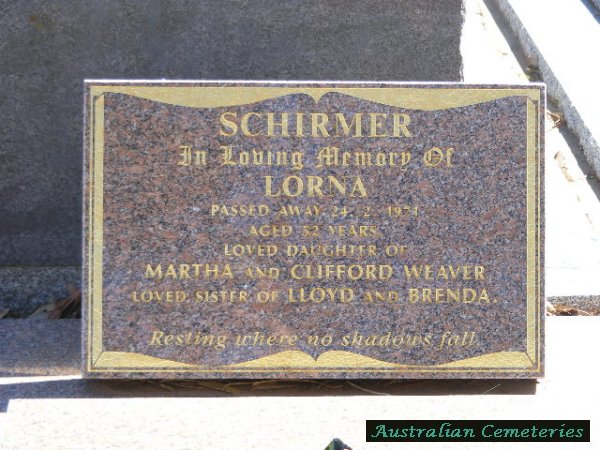 SCHIRMER
In Loving Memory Of
LORNA
PASSED AWAY 24. 2. 1971
AGED 52 YEARS
LOVED DAUGHTER OF
MARTHA AND CLIFFORD WEAVER
LOVED SISTER OF LLOYD AND BRENDA.
Resting where no shadows fall
Australian Cemeteries